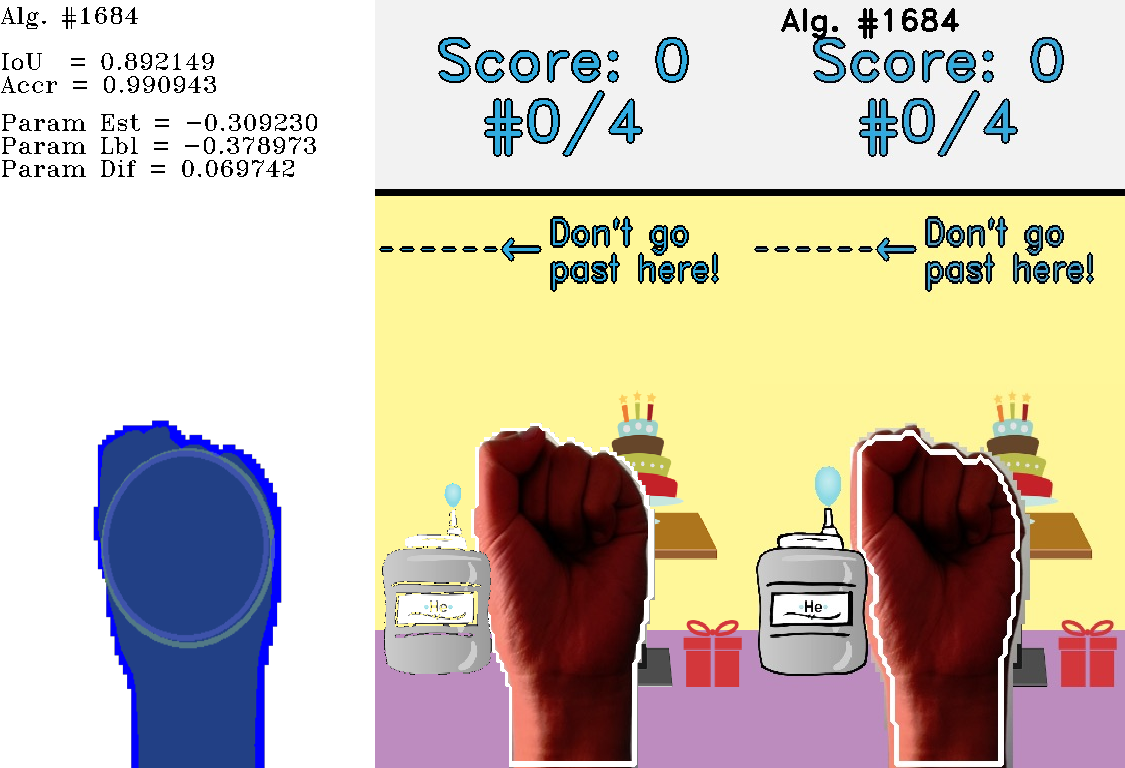 Alg. #1684
IoU = 0.892149
Accr = 0.990943
Param Est = −0.309230
Param Lbl = −0.378973
Param Dif = 0.069742
Score: 0
#0/4
Don't go
past here!
He
Alg. #1684
Score: 0
#0/4
Don't go
past here!
He